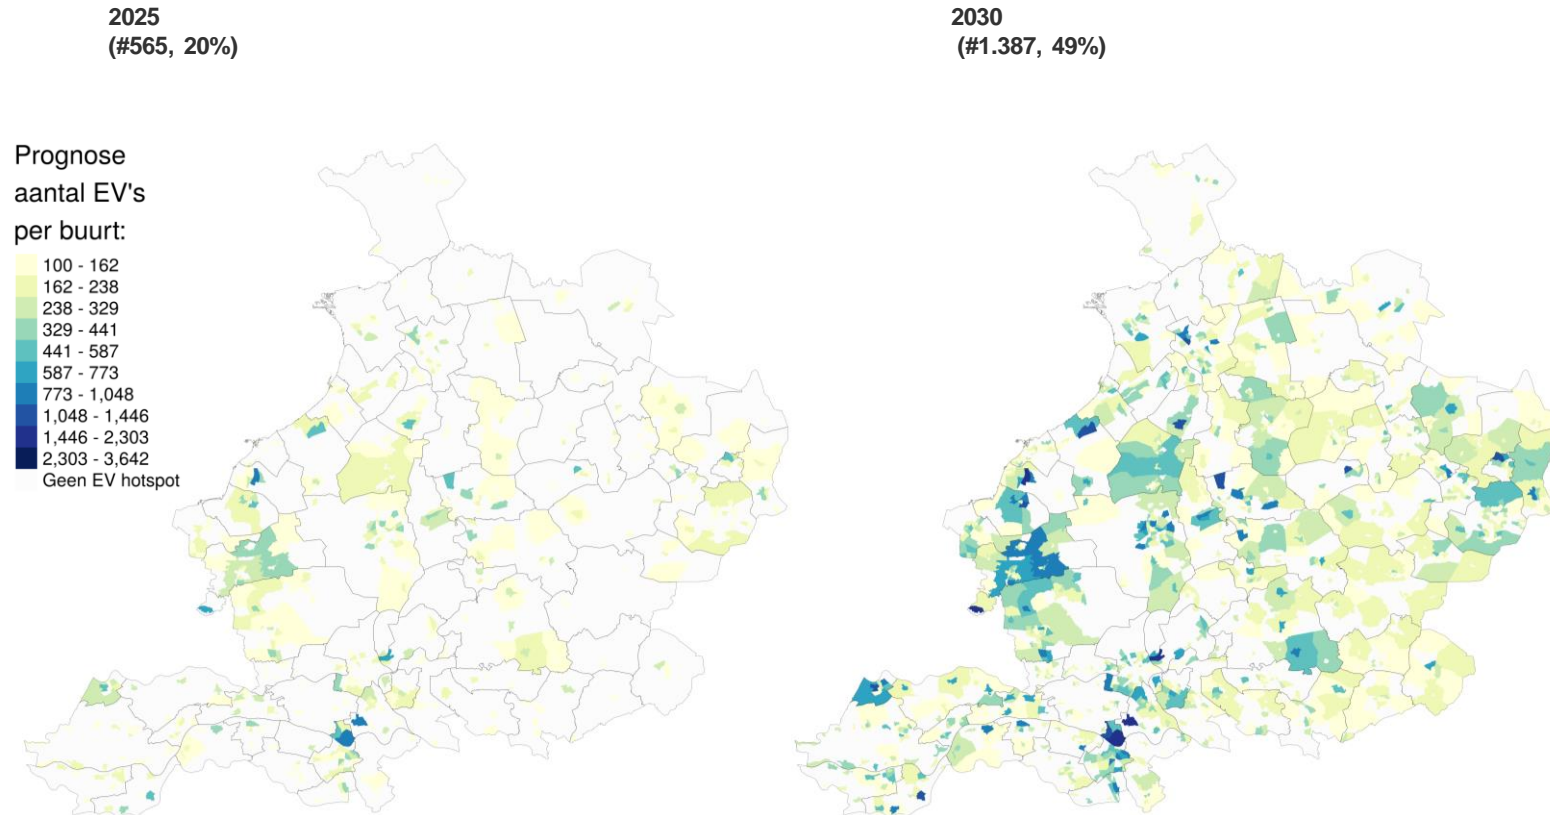 2025
(#565, 20%)
2030
(#1.387, 49%)
Prognose
aantal EV's
per buurt:
100 - 162
162 - 238
238 - 329
329 - 441
441 - 587
587 - 773
773 - 1,048
1,048 - 1,446
1,446 - 2,303
2,303 - 3,642
Geen EV hotspot